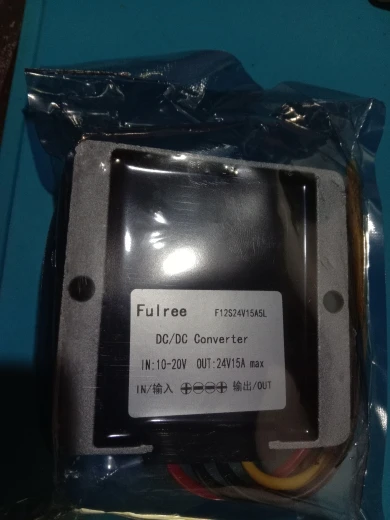 Fulree F12S24V15A5L
DC/DC Converter
IN:10-20V OUT:24V15A max
IN/输入 ⊕⊖⊖⊕ 输出/OUT